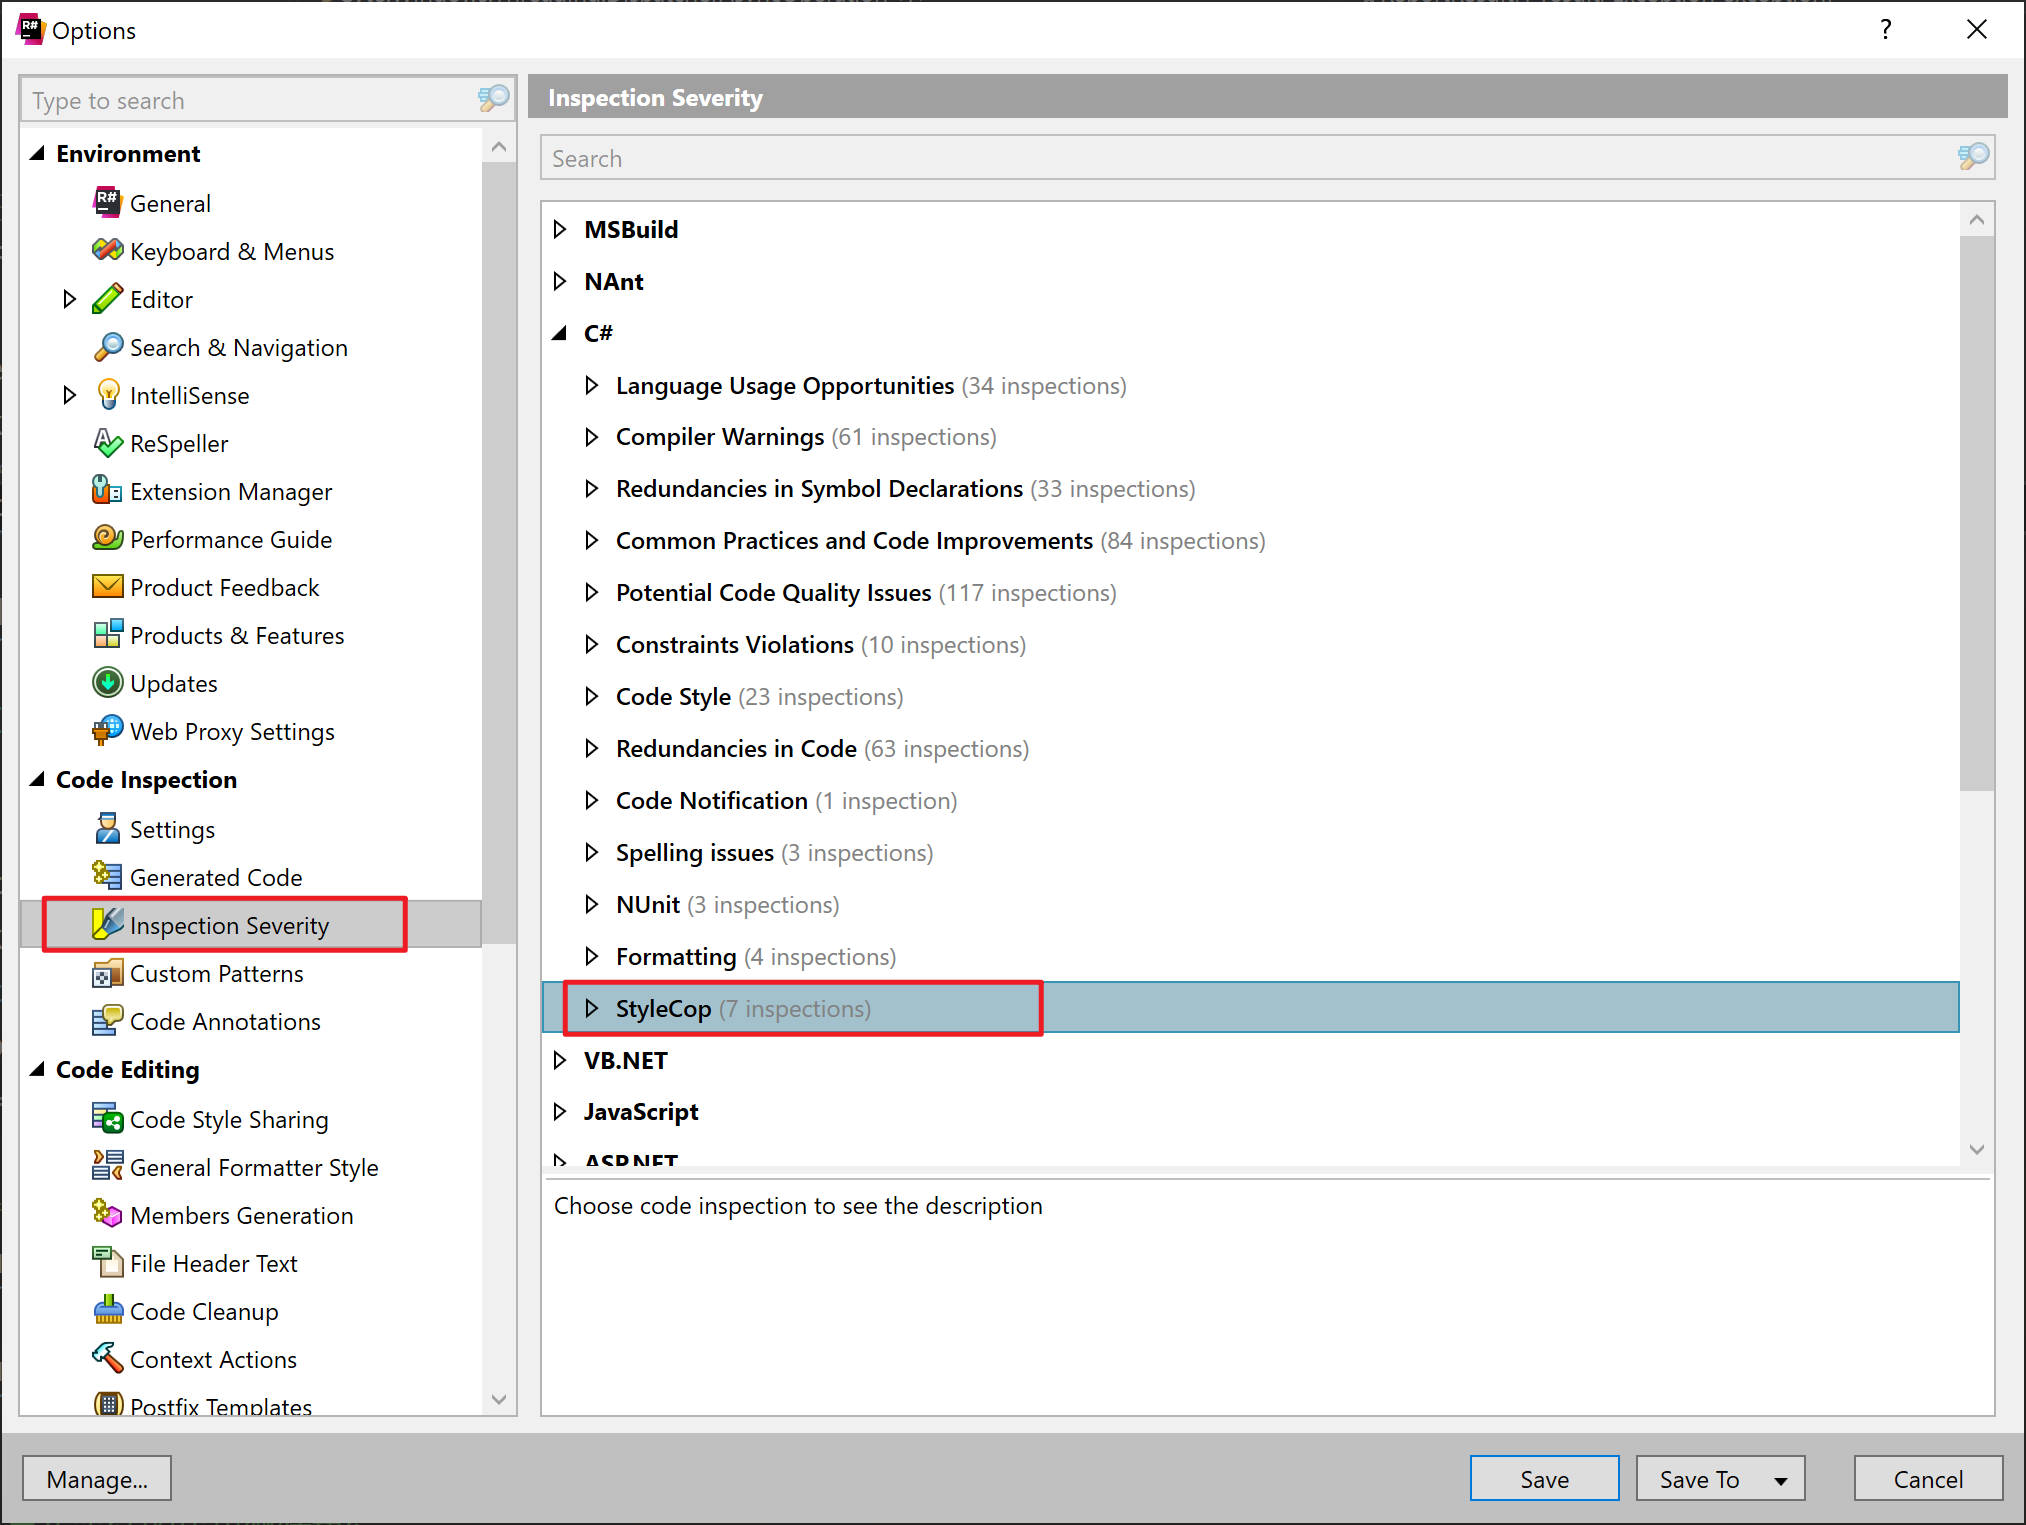 Options
?
Type to search
Environment
General
Keyboard & Menus
Editor
Search & Navigation
IntelliSense
ReSpeller
Extension Manager
Performance Guide
Product Feedback
Products & Features
Updates
Web Proxy Settings
Code Inspection
Settings
Generated Code
Inspection Severity
Custom Patterns
Code Annotations
Code Editing
Code Style Sharing
General Formatter Style
Members Generation
File Header Text
Code Cleanup
Context Actions
Postfix Templates
Inspection Severity
Search
MSBuild
NAnt
C#
Language Usage Opportunities (34 inspections)
Compiler Warnings (61 inspections)
Redundancies in Symbol Declarations (33 inspections)
Common Practices and Code Improvements (84 inspections)
Potential Code Quality Issues (117 inspections)
Constraints Violations (10 inspections)
Code Style (23 inspections)
Redundancies in Code (63 inspections)
Code Notification (1 inspection)
Spelling issues (3 inspections)
NUnit (3 inspections)
Formatting (4 inspections)
StyleCop (7 inspections)
VB.NET
JavaScript
ASP.NET
Choose code inspection to see the description
Manage...
Save
Save To
Cancel